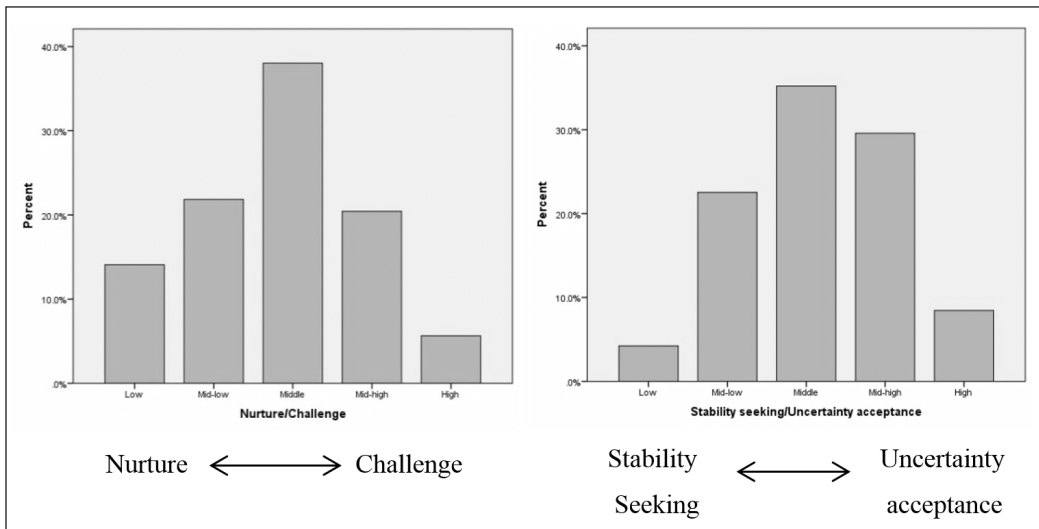 40.0%
30.0%
20.0%
10.0%
.0%
Percent
Low Mid-low Middle Mid-high High
Nurture/Challenge
Nurture Challenge
40.0%
30.0%
20.0%
10.0%
.0%
Percent
Low Mid-low Middle Mid-high High
Stability seeking/Uncertainty acceptance
Stability Uncertainty
Seeking acceptance